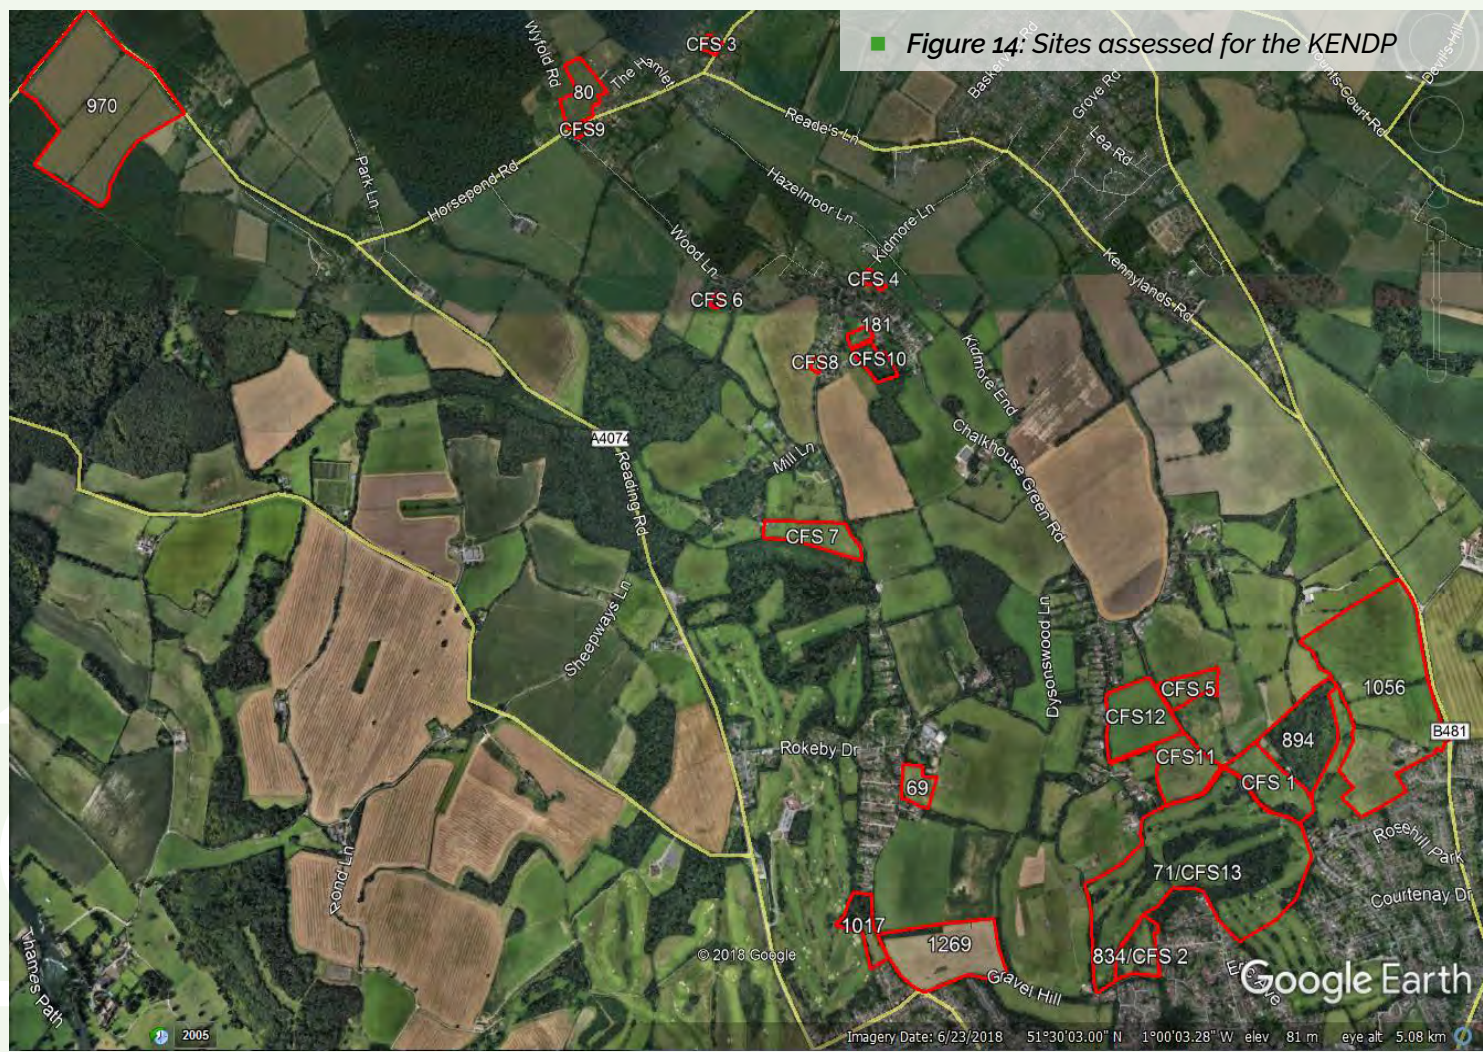 Figure 14: Sites assessed for the KENDP
CFS 3
Wyfold Rd
The Hamlet
80
970
CFS9
Reade's Ln
Grove Rd
Lea Rd
Devil's Hill
Park Ln
Horsepond Rd
Hazelmoor Ln
Kidmore Ln
Wood Ln
CFS 4
Kennylands Rd
CFS 6
181
CFS8
CFS10
Kidmore End
A4074
Reading Rd
Mill Ln
Chalkhouse Green Rd
CFS 7
Sheepways Ln
Dysonswood Ln
CFS 5
1056
CFS12
B481
894
Rokeby Dr
CFS11
CFS 1
69
Rosehill Park
71/CFS13
Pond Ln
Courtenay Dr
1017
1269
834/CFS 2
© 2018 Google
Gravel Hill
Thames Path
Google Earth
2005
Imagery Date: 6/23/2018 51°30'03.00" N 1°00'03.28" W elev 81 m eye alt 5.08 km